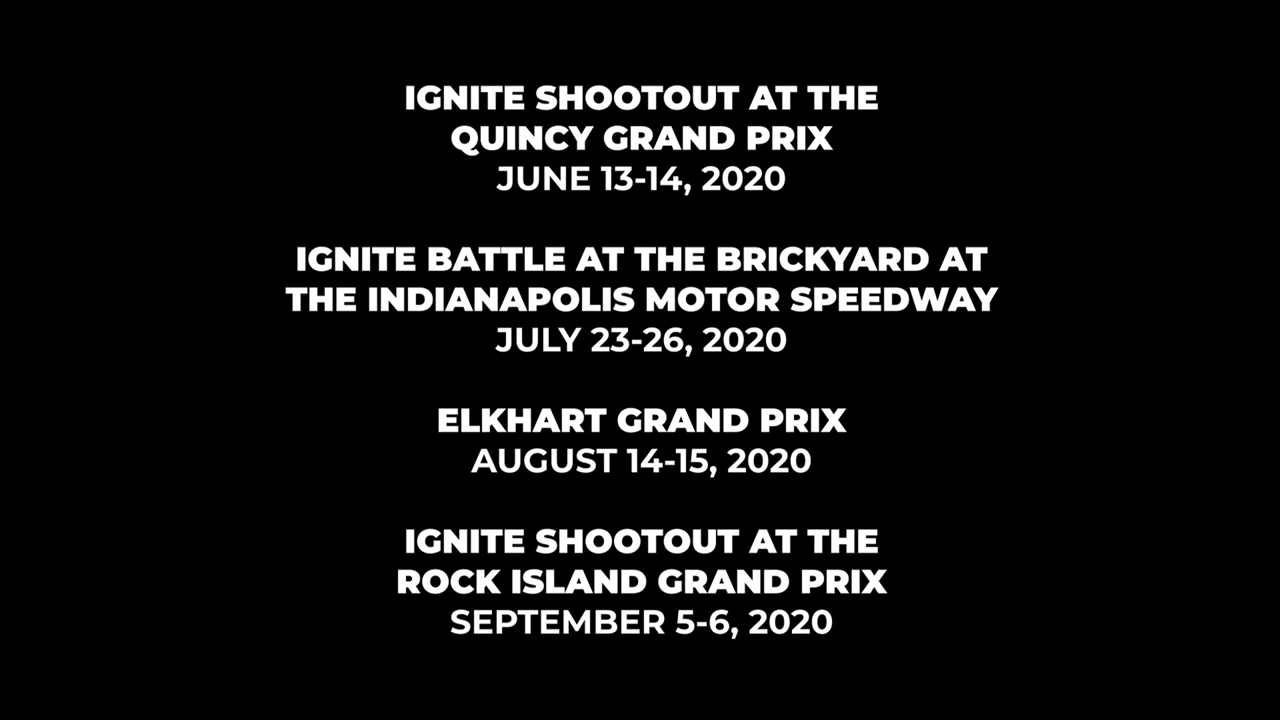 IGNITE SHOOTOUT AT THE
QUINCY GRAND PRIX
JUNE 13-14, 2020
IGNITE BATTLE AT THE BRICKYARD AT
THE INDIANAPOLIS MOTOR SPEEDWAY
JULY 23-26, 2020
ELKHART GRAND PRIX
AUGUST 14-15, 2020
IGNITE SHOOTOUT AT THE
ROCK ISLAND GRAND PRIX
SEPTEMBER 5-6, 2020